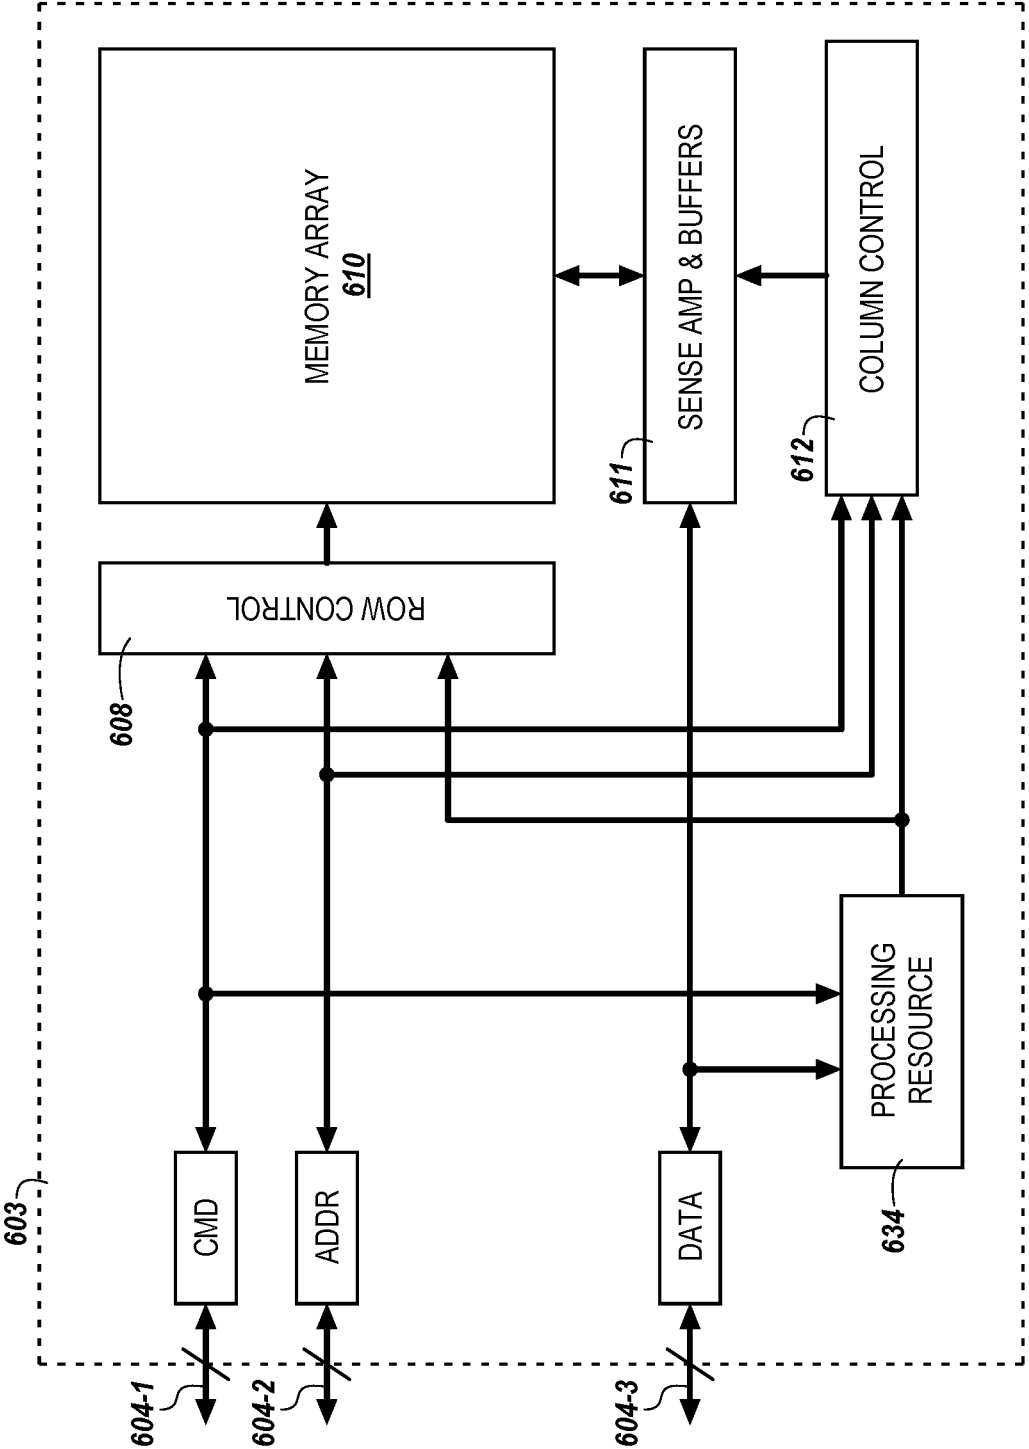 603
604-1
CMD
604-2
ADDR
604-3
DATA
608
ROW CONTROL
MEMORY ARRAY
610
611
SENSE AMP & BUFFERS
612
COLUMN CONTROL
634
PROCESSING
RESOURCE